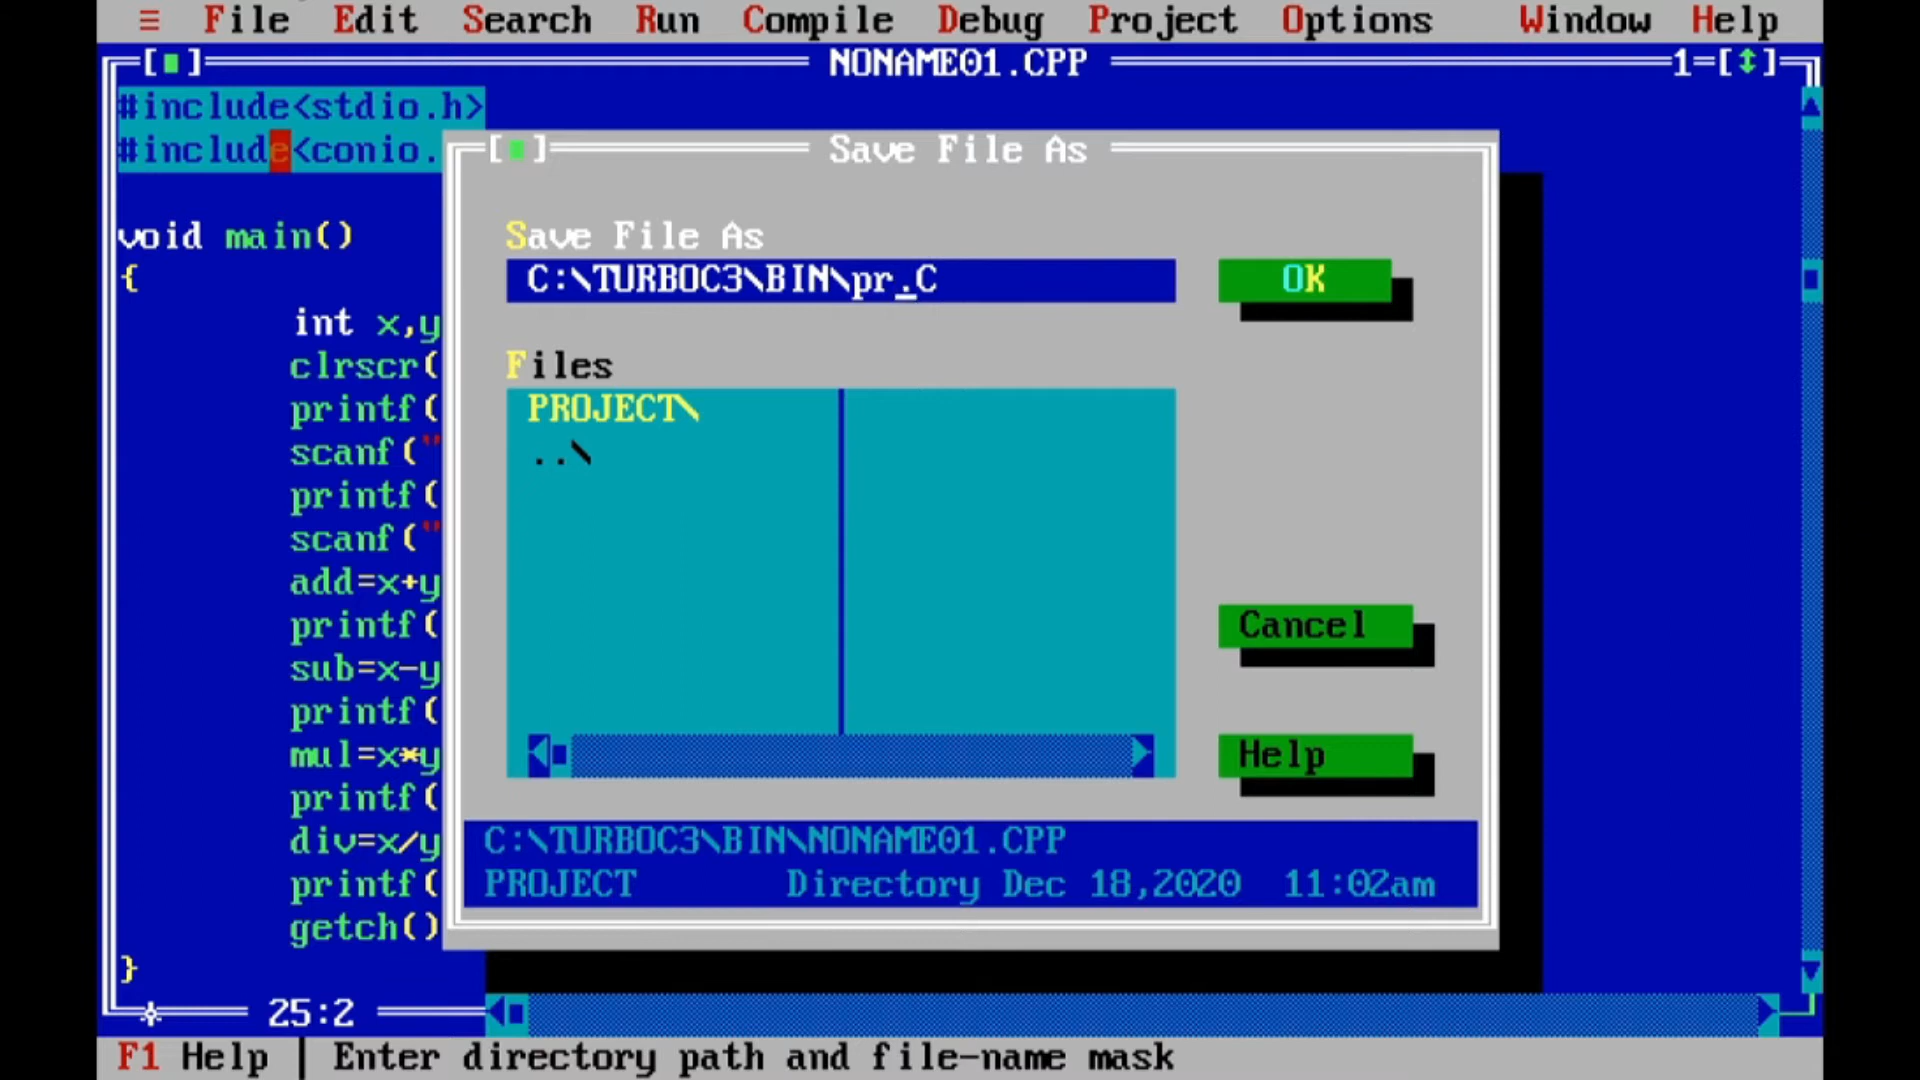 ≡ File Edit Search Run Compile Debug Project Options Window Help
[■] NONAME01.CPP 1=[↕]
#include<stdio.h>
#include<conio.
void main()
{
int x,y
clrscr(
printf(
scanf("
printf(
scanf("
add=x+y
printf(
sub=x-y
printf(
mul=x*y
printf(
div=x/y
printf(
getch()
}
25:2
[■] Save File As
Save File As
C:\TURBOC3\BIN\pr.C
OK
Files
PROJECT\
..\
Cancel
Help
C:\TURBOC3\BIN\NONAME01.CPP
PROJECT Directory Dec 18,2020 11:02am
F1 Help | Enter directory path and file-name mask